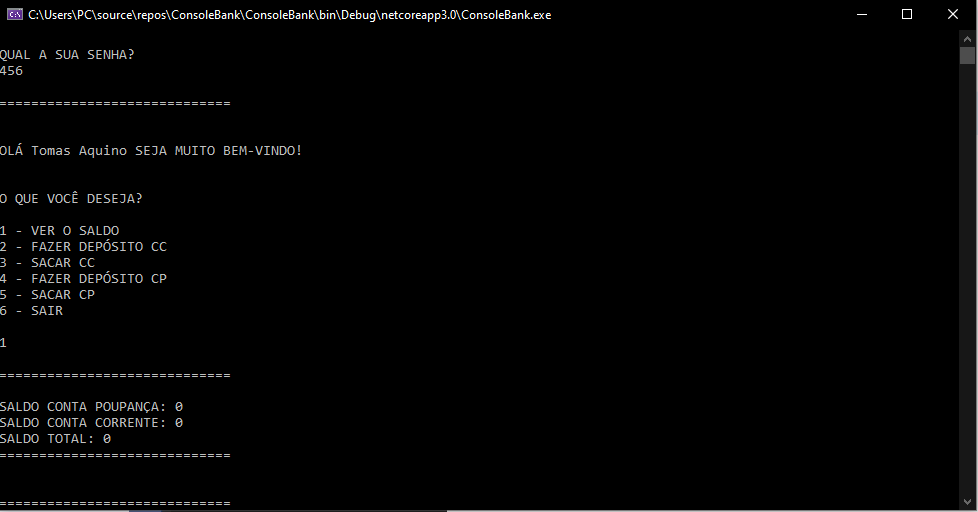 C:\Users\PC\source\repos\ConsoleBank\ConsoleBank\bin\Debug\netcoreapp3.0\ConsoleBank.exe
QUAL A SUA SENHA?
456
=============================
OLÁ Tomas Aquino SEJA MUITO BEM-VINDO!
O QUE VOCÊ DESEJA?
1 - VER O SALDO
2 - FAZER DEPÓSITO CC
3 - SACAR CC
4 - FAZER DEPÓSITO CP
5 - SACAR CP
6 - SAIR
1
=============================
SALDO CONTA POUPANÇA: 0
SALDO CONTA CORRENTE: 0
SALDO TOTAL: 0
=============================
=============================